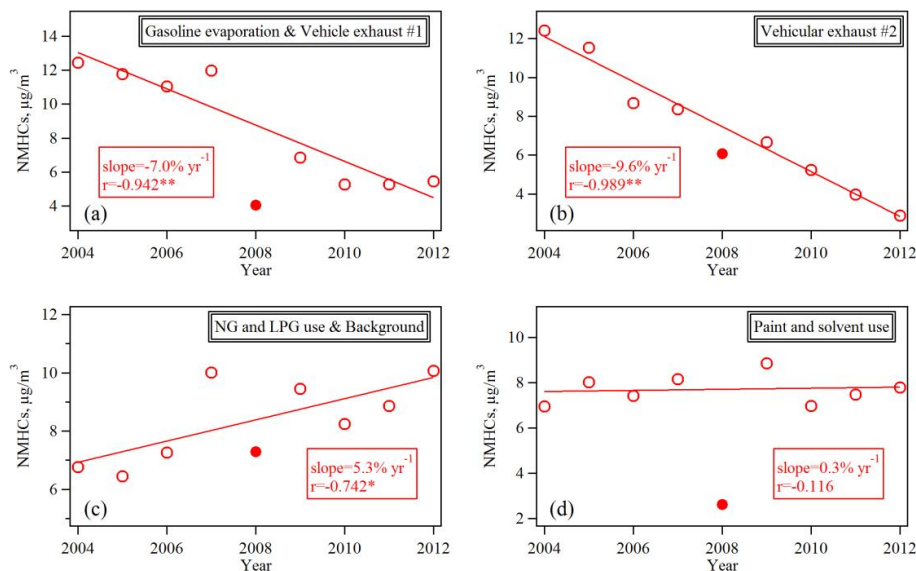 Gasoline evaporation & Vehicle exhaust #1
14
12
10
8
6
4
NMHCs, μg/m³
slope=-7.0% yr⁻¹
r=-0.942**
(a)
2004 2006 2008 2010 2012
Year
Vehicular exhaust #2
12
10
8
6
4
NMHCs, μg/m³
slope=-9.6% yr⁻¹
r=-0.989**
(b)
2004 2006 2008 2010 2012
Year
NG and LPG use & Background
12
10
8
6
NMHCs, μg/m³
slope=5.3% yr⁻¹
r=-0.742*
(c)
2004 2006 2008 2010 2012
Year
Paint and solvent use
10
8
6
4
2
NMHCs, μg/m³
slope=0.3% yr⁻¹
r=-0.116
(d)
2004 2006 2008 2010 2012
Year